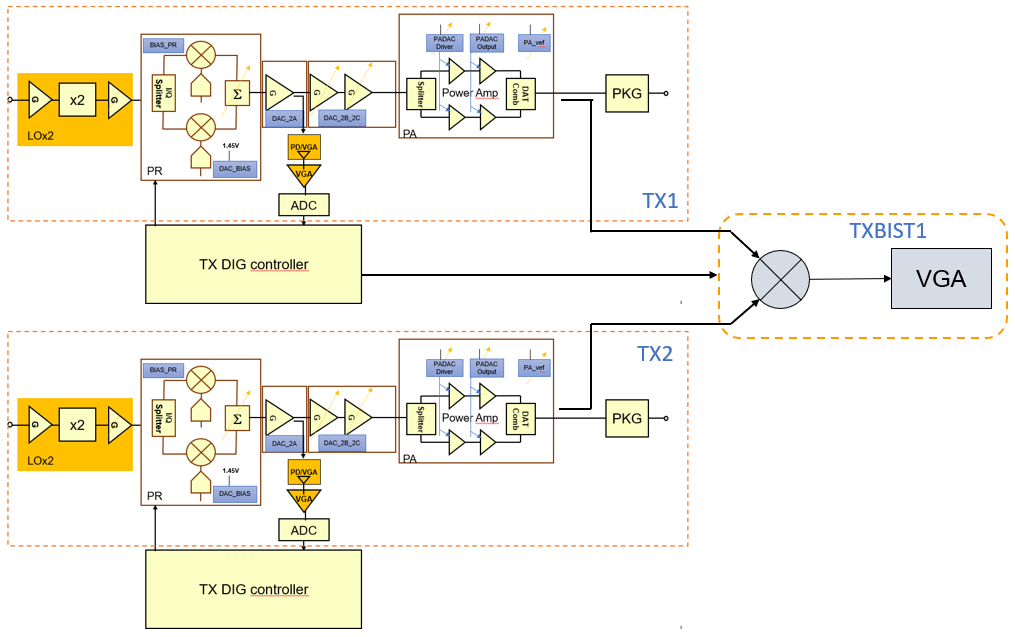 PADAC
Driver
PADAC
Output
PA_vef
BIAS_PR
I/Q
Splitter
Σ
G
x2
G
LOx2
G
DAC_2A
G
G
DAC_2B_2C
Splitter
Power Amp
DAT
Comb
PA
PKG
1.45V
DAC_BIAS
PR
PD/VGA
VGA
ADC
TX1
TX DIG controller
TXBIST1
VGA
TX2
PADAC
Driver
PADAC
Output
PA_vef
BIAS_PR
I/Q
Splitter
Σ
G
x2
G
LOx2
G
DAC_2A
G
G
DAC_2B_2C
Splitter
Power Amp
DAT
Comb
PA
PKG
1.45V
DAC_BIAS
PR
PD/VGA
VGA
ADC
TX DIG controller